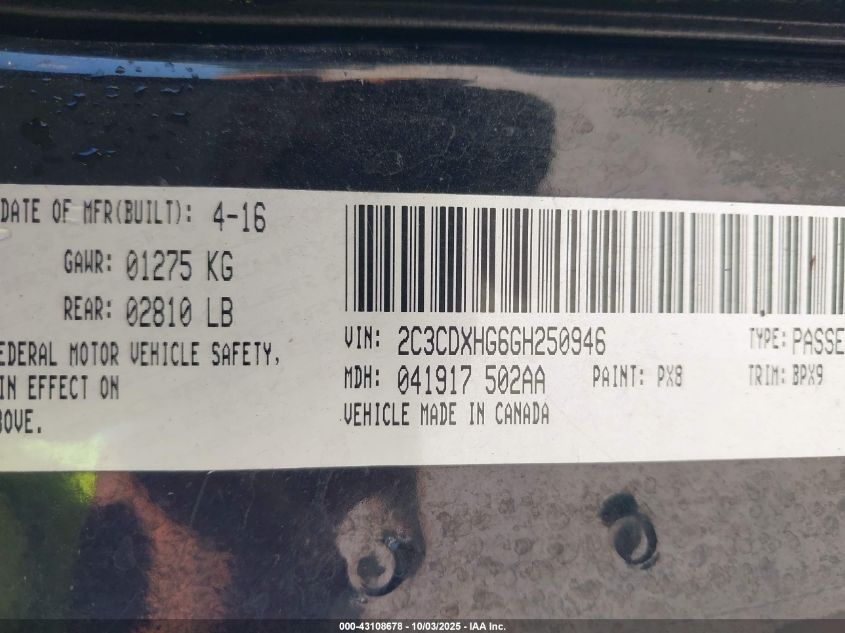 DATE OF MFR(BUILT): 4-16
GAWR: 01275 KG
REAR: 02810 LB
EDERAL MOTOR VEHICLE SAFETY,
IN EFFECT ON
BOVE.
VIN: 2C3CDXHG6GH250946 TYPE: PASSE
MDH: 041917 502AA PAINT: PX8 TRIM: BPX9
VEHICLE MADE IN CANADA
000-43108678 - 10/03/2025 - IAA Inc.